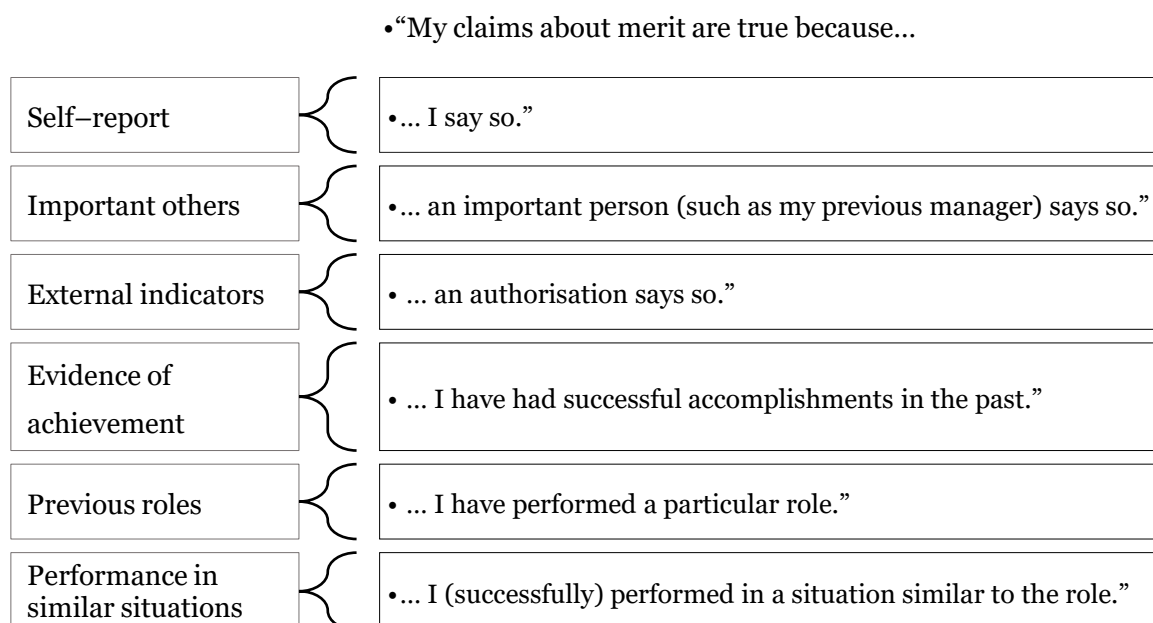 •“My claims about merit are true because...
Self–report
•... I say so.”
Important others
•... an important person (such as my previous manager) says so.”
External indicators
• ... an authorisation says so.”
Evidence of
achievement
• ... I have had successful accomplishments in the past.”
Previous roles
• ... I have performed a particular role.”
Performance in
similar situations
•... I (successfully) performed in a situation similar to the role.”